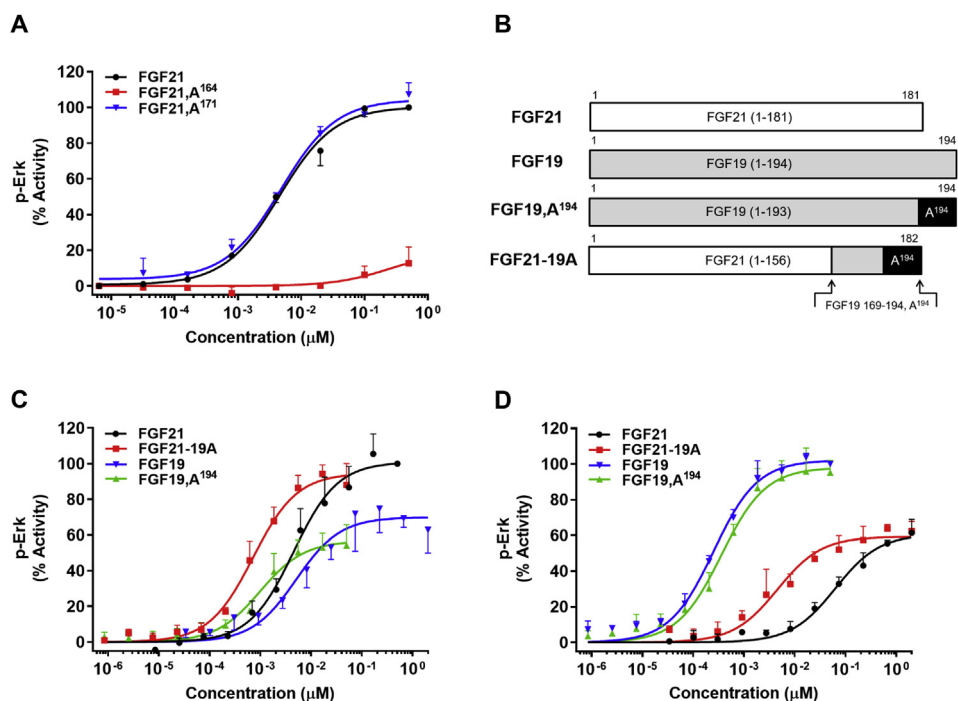 A
FGF21
FGF21,A¹⁶⁴
FGF21,A¹⁷¹
p-Erk
(% Activity)
120
100
80
60
40
20
0
10⁻⁵ 10⁻⁴ 10⁻³ 10⁻² 10⁻¹ 10⁰
Concentration (μM)
B
1 181
FGF21 FGF21 (1-181)
1 194
FGF19 FGF19 (1-194)
1 194
FGF19,A¹⁹⁴ FGF19 (1-193) A¹⁹⁴
1 182
FGF21-19A FGF21 (1-156) A¹⁹⁴
FGF19 169-194, A¹⁹⁴
C
FGF21
FGF21-19A
FGF19
FGF19,A¹⁹⁴
p-Erk
(% Activity)
120
100
80
60
40
20
0
10⁻⁶ 10⁻⁵ 10⁻⁴ 10⁻³ 10⁻² 10⁻¹ 10⁰
Concentration (μM)
D
FGF21
FGF21-19A
FGF19
FGF19,A¹⁹⁴
p-Erk
(% Activity)
120
100
80
60
40
20
0
10⁻⁶ 10⁻⁵ 10⁻⁴ 10⁻³ 10⁻² 10⁻¹ 10⁰
Concentration (μM)